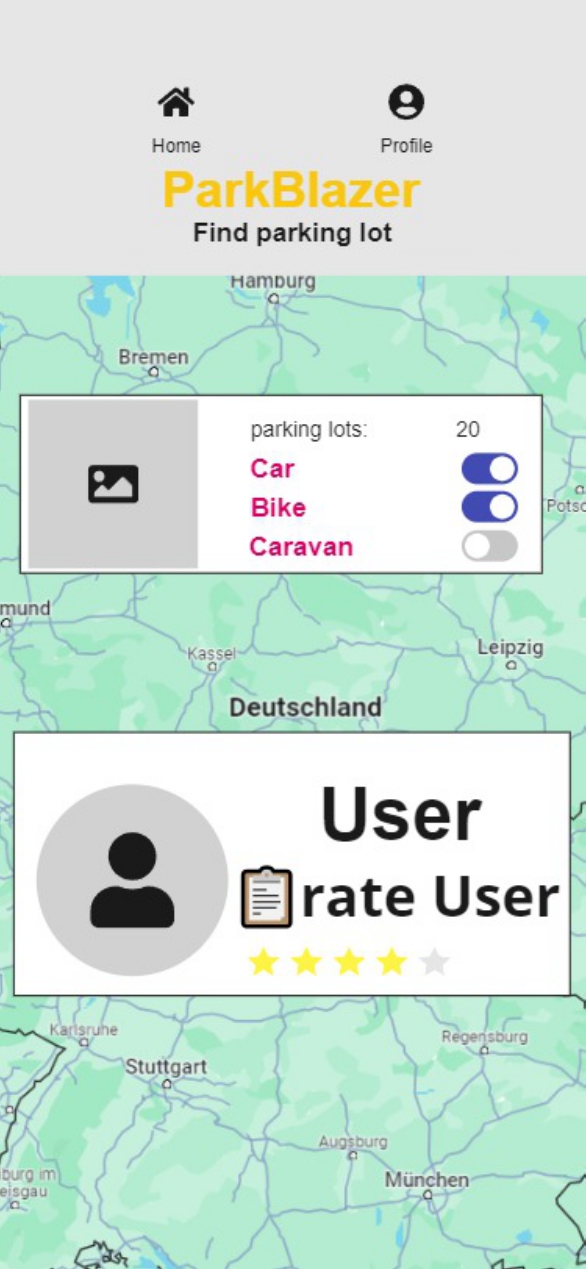 Home Profile
ParkBlazer
Find parking lot
Hamburg
Bremen
parking lots: 20
Car
Bike
Caravan
Potsd
mund
Kassel
Leipzig
Deutschland
User
rate User
Karlsruhe
Regensburg
Stuttgart
Augsburg
burg im
eisgau
München